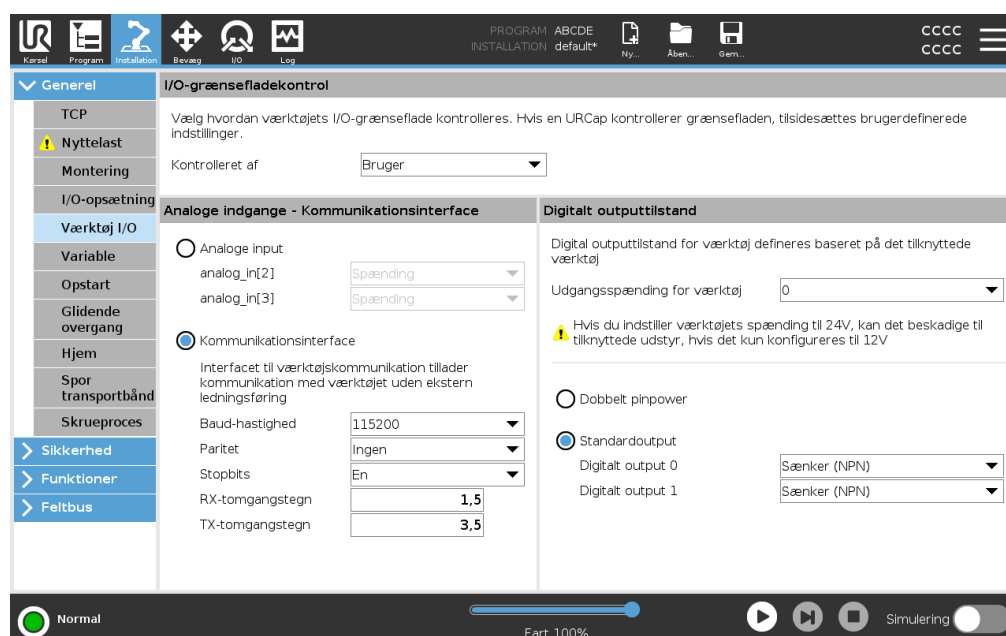 UR
PROGRAM ABCDE
INSTALLATION default*
CCCC
CCCC
Kørsel Program Installation Bevæg I/O Log Ny... Åben... Gem...
Generel
TCP
Nyttelast
Montering
I/O-opsætning
Værktøj I/O
Variable
Opstart
Glidende
overgang
Hjem
Spor
transportbånd
Skrueproces
Sikkerhed
Funktioner
Feltbus
I/O-grænsefladekontrol
Vælg hvordan værktøjets I/O-grænseflade kontrolleres. Hvis en URCap kontrollerer grænsefladen, tilsidesættes brugerdefinerede
indstillinger.
Kontrolleret af Bruger
Analoge indgange - Kommunikationsinterface
Analoge input
analog_in[2] Spænding
analog_in[3] Spænding
Kommunikationsinterface
Interfacet til værktøjskommunikation tillader
kommunikation med værktøjet uden ekstern
ledningsføring
Baud-hastighed 115200
Paritet Ingen
Stopbits En
RX-tomgangstegn 1,5
TX-tomgangstegn 3,5
Digitalt outputtilstand
Digital outputtilstand for værktøj defineres baseret på det tilknyttede
værktøj
Udgangsspænding for værktøj 0
Hvis du indstiller værktøjets spending til 24V, kan det beskadige til
tilknyttede udstyr, hvis det kun konfigureres til 12V
Dobbelt pinpower
Standardoutput
Digitalt output 0 Sænker (NPN)
Digitalt output 1 Sænker (NPN)
Normal
Fart 100%
Simulering